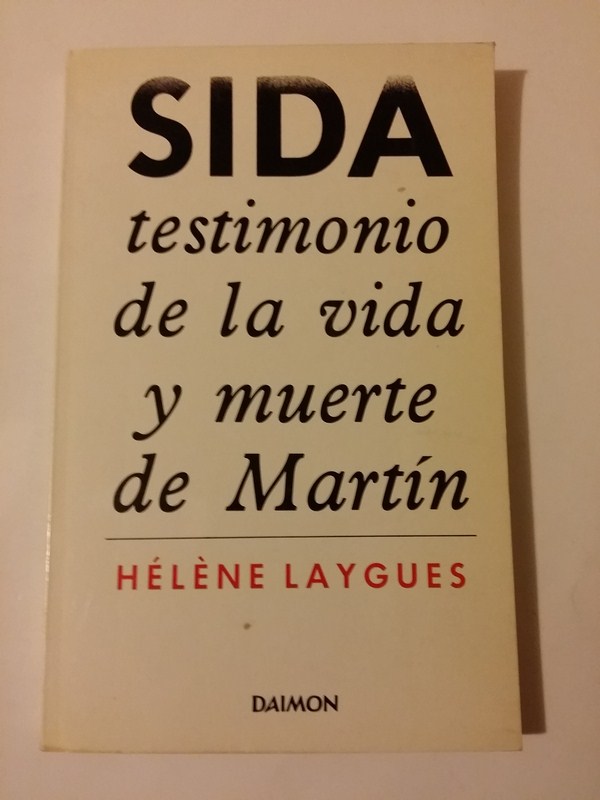 SIDA
testimonio
de la vida
y muerte
de Martín
HÉLÈNE LAYGUES
DAIMON